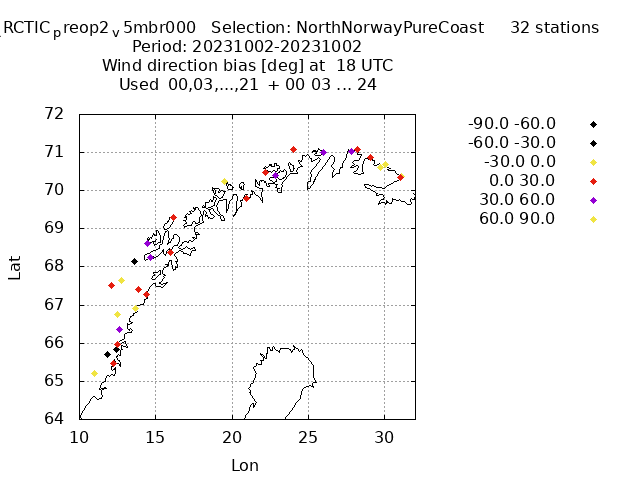 RCTIC p reop2 v 5mbr000 Selection: NorthNorwayPureCoast 32 stations
Period: 20231002-20231002
Wind direction bias [deg] at 18 UTC
Used 00,03,...,21 + 00 03 ... 24
72
71
70
69
68
67
66
65
64
10 15 20 25 30
Lat
Lon
-90.0 -60.0
-60.0 -30.0
-30.0 0.0
0.0 30.0
30.0 60.0
60.0 90.0